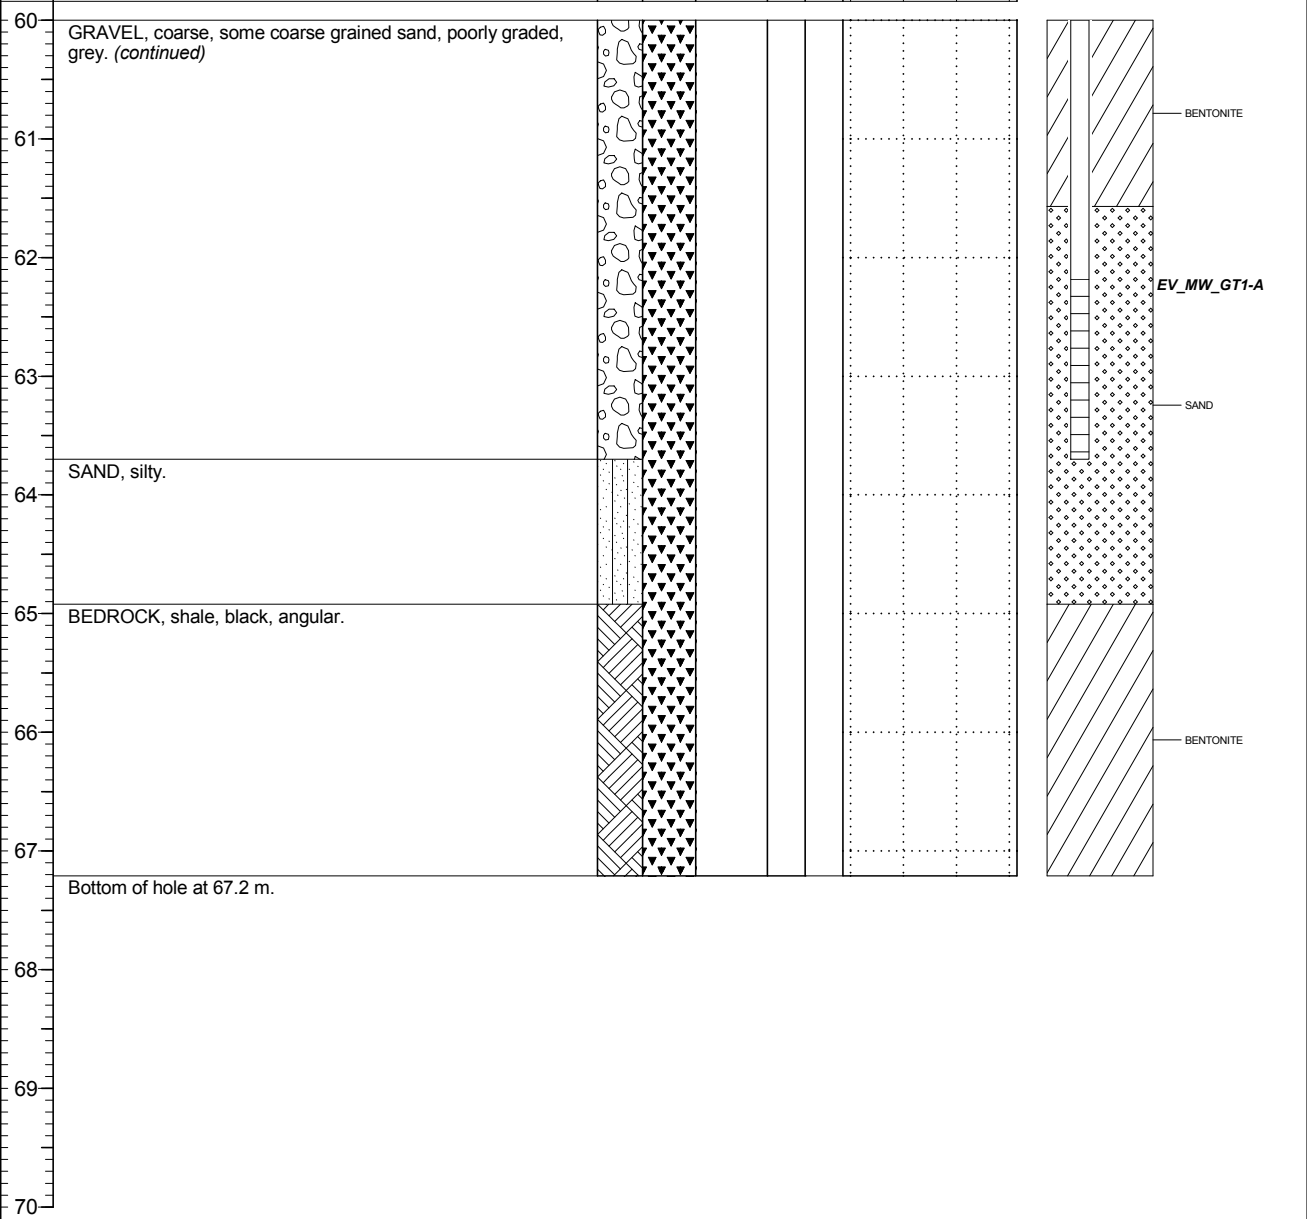 60
GRAVEL, coarse, some coarse grained sand, poorly graded,
grey. (continued)
BENTONITE
61
62
EV_MW_GT1-A
63
SAND
SAND, silty.
64
65
BEDROCK, shale, black, angular.
66
BENTONITE
67
Bottom of hole at 67.2 m.
68
69
70